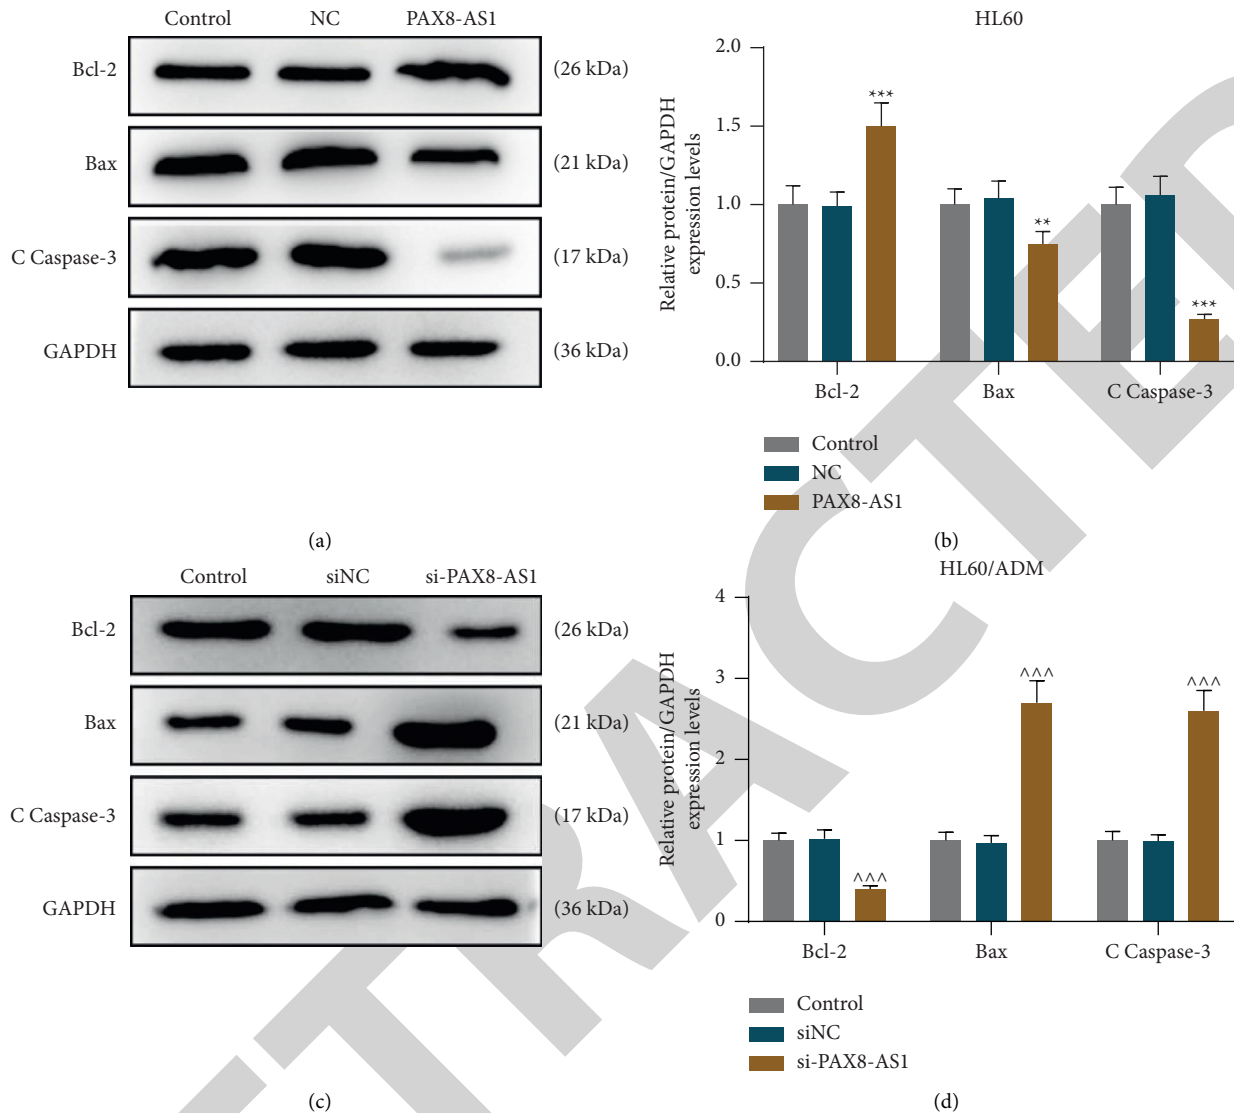 Control NC PAX8-AS1
Bcl-2 (26 kDa)
Bax (21 kDa)
C Caspase-3 (17 kDa)
GAPDH (36 kDa)
(a)
HL60
Relative protein/GAPDH
expression levels
2.0
1.5
1.0
0.5
0.0
***
**
***
Bcl-2 Bax C Caspase-3
Control
NC
PAX8-AS1
(b)
Control siNC si-PAX8-AS1
Bcl-2 (26 kDa)
Bax (21 kDa)
C Caspase-3 (17 kDa)
GAPDH (36 kDa)
(c)
HL60/ADM
Relative protein/GAPDH
expression levels
4
3
2
1
0
^^^
^^^
^^^
Bcl-2 Bax C Caspase-3
Control
siNC
si-PAX8-AS1
(d)
TRACTED